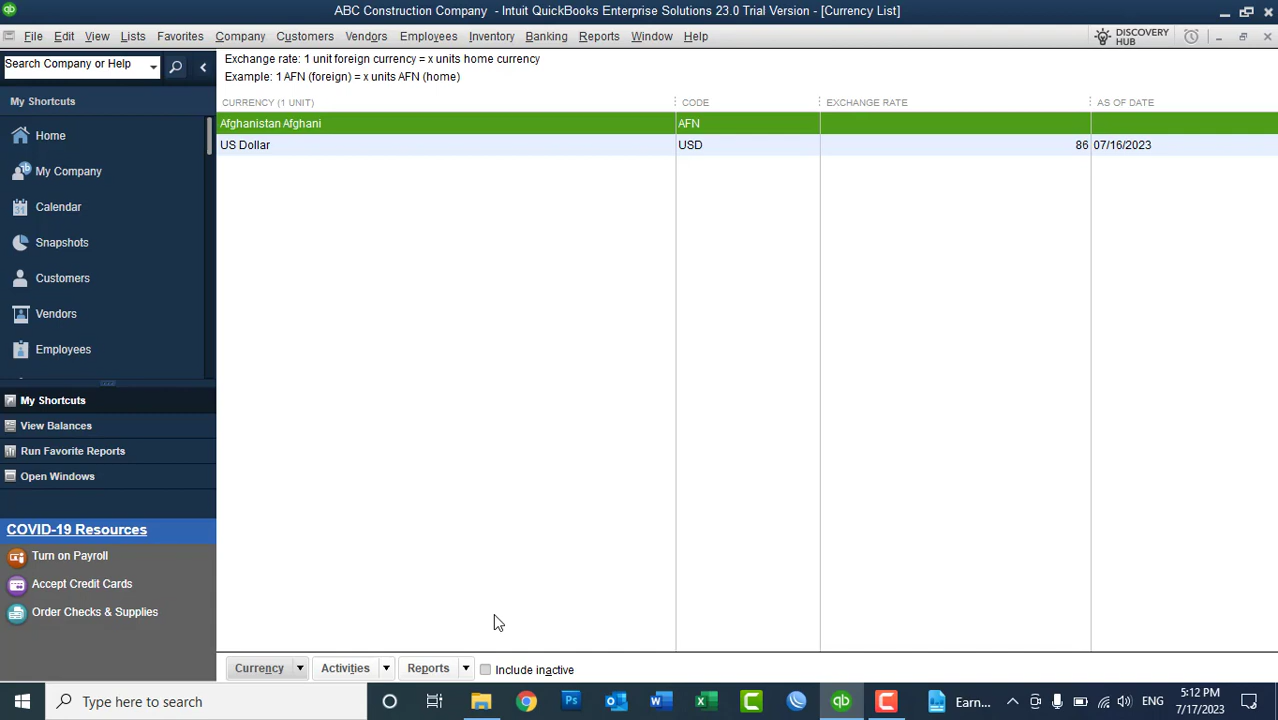 ABC Construction Company - Intuit QuickBooks Enterprise Solutions 23.0 Trial Version - [Currency List]
File Edit View Lists Favorites Company Customers Vendors Employees Inventory Banking Reports Window Help
DISCOVERY
HUB
Search Company or Help
My Shortcuts
Home
My Company
Calendar
Snapshots
Customers
Vendors
Employees
My Shortcuts
View Balances
Run Favorite Reports
Open Windows
COVID-19 Resources
Turn on Payroll
Accept Credit Cards
Order Checks & Supplies
Exchange rate: 1 unit foreign currency = x units home currency
Example: 1 AFN (foreign) = x units AFN (home)
CURRENCY (1 UNIT) CODE EXCHANGE RATE AS OF DATE
Afghanistan Afghani AFN
US Dollar USD 86 07/16/2023
Currency Activities Reports Include inactive
Type here to search
Earn...
ENG
5:12 PM
7/17/2023